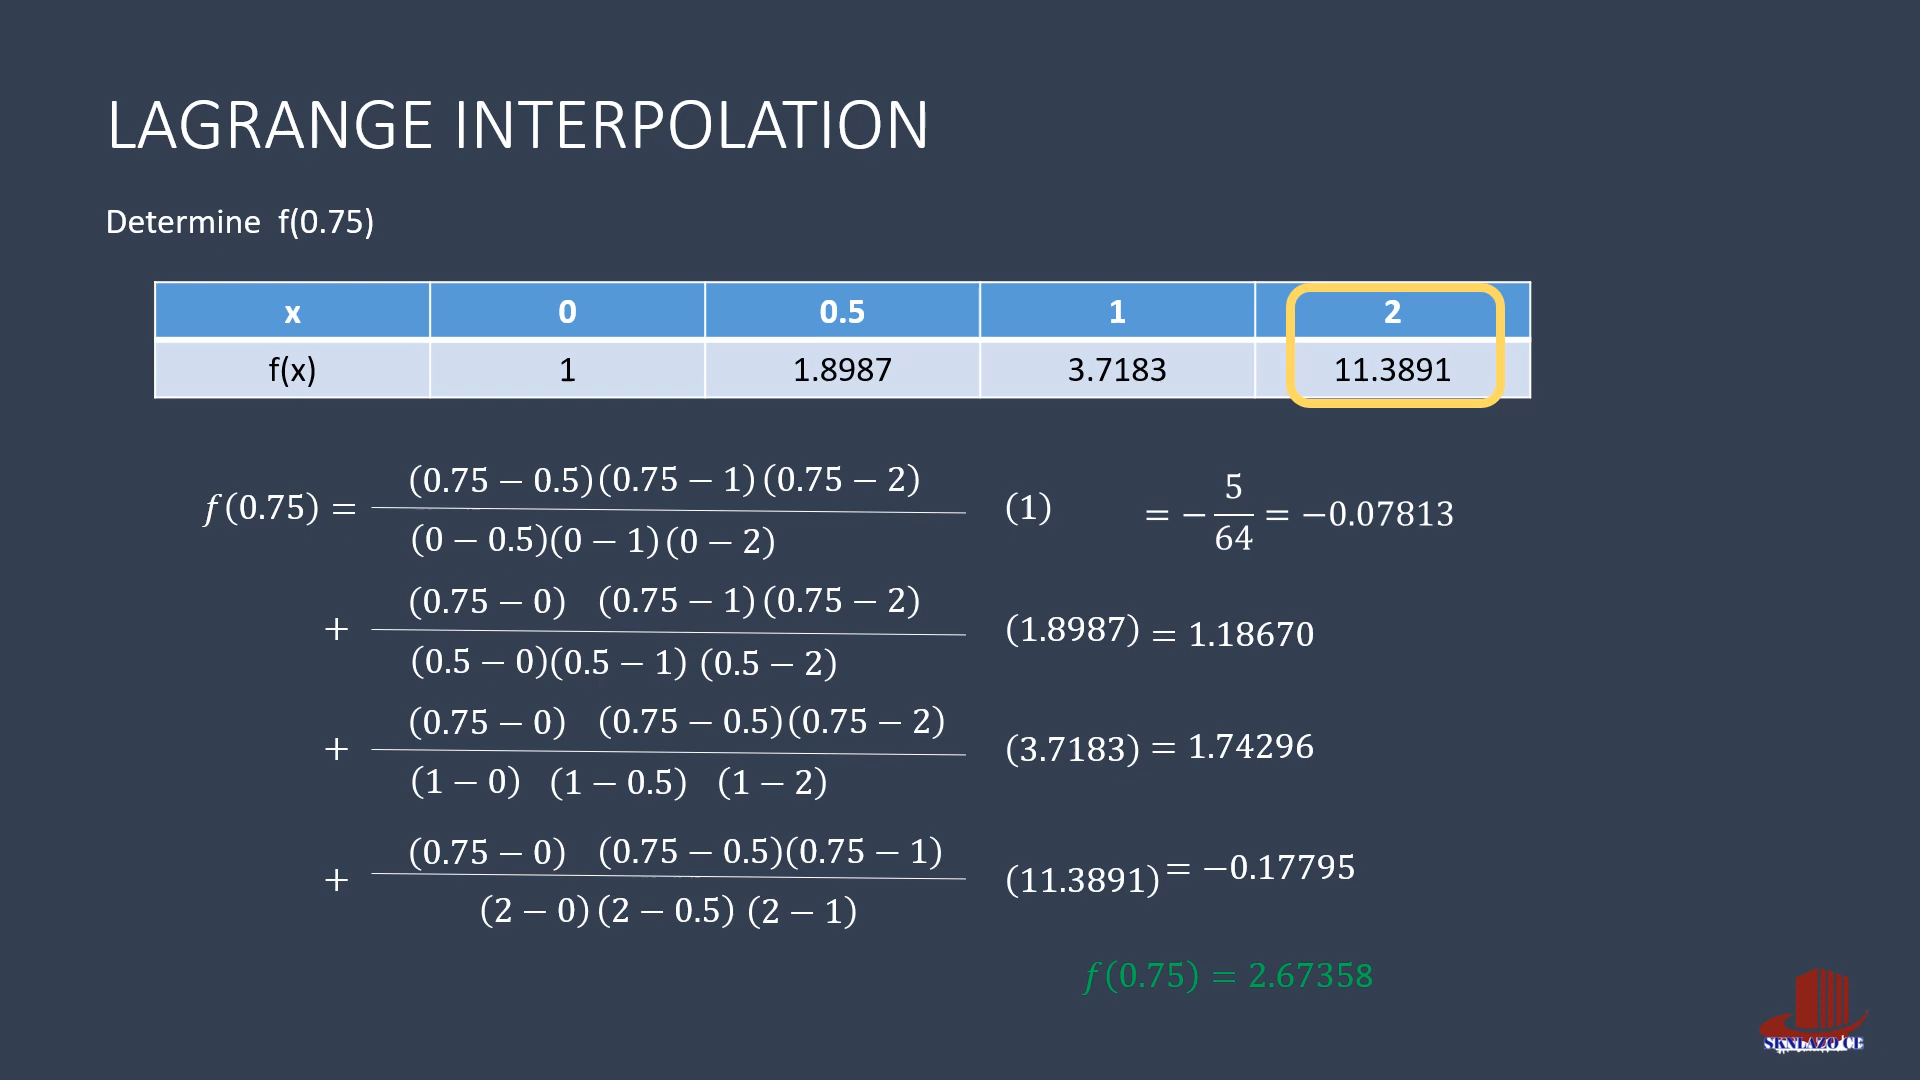 LAGRANGE INTERPOLATION
Determine f(0.75)
x 0 0.5 1 2
f(x) 1 1.8987 3.7183 11.3891
(0.75 − 0.5)(0.75 − 1)(0.75 − 2)
f(0.75) = (1) = − 5/64 = −0.07813
(0 − 0.5)(0 − 1)(0 − 2)
(0.75 − 0) (0.75 − 1)(0.75 − 2)
+ (1.8987) = 1.18670
(0.5 − 0)(0.5 − 1) (0.5 − 2)
(0.75 − 0) (0.75 − 0.5)(0.75 − 2)
+ (3.7183) = 1.74296
(1 − 0) (1 − 0.5) (1 − 2)
(0.75 − 0) (0.75 − 0.5)(0.75 − 1)
+ (11.3891) = −0.17795
(2 − 0)(2 − 0.5) (2 − 1)
f(0.75) = 2.67358
SKNLAZO CE